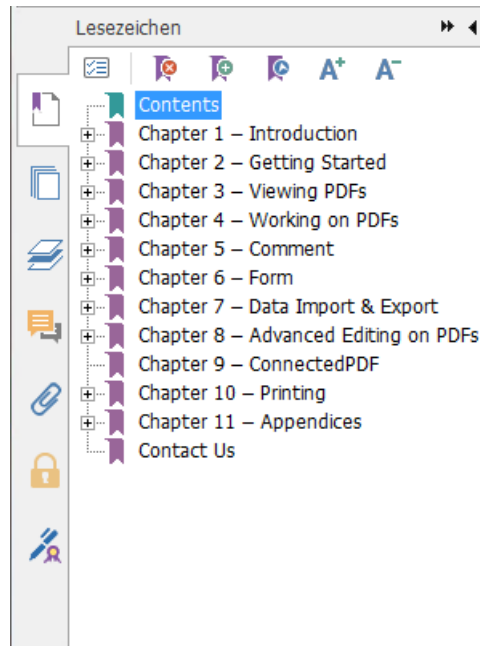 Lesezeichen
A+ A-
Contents
Chapter 1 – Introduction
Chapter 2 – Getting Started
Chapter 3 – Viewing PDFs
Chapter 4 – Working on PDFs
Chapter 5 – Comment
Chapter 6 – Form
Chapter 7 – Data Import & Export
Chapter 8 – Advanced Editing on PDFs
Chapter 9 – ConnectedPDF
Chapter 10 – Printing
Chapter 11 – Appendices
Contact Us